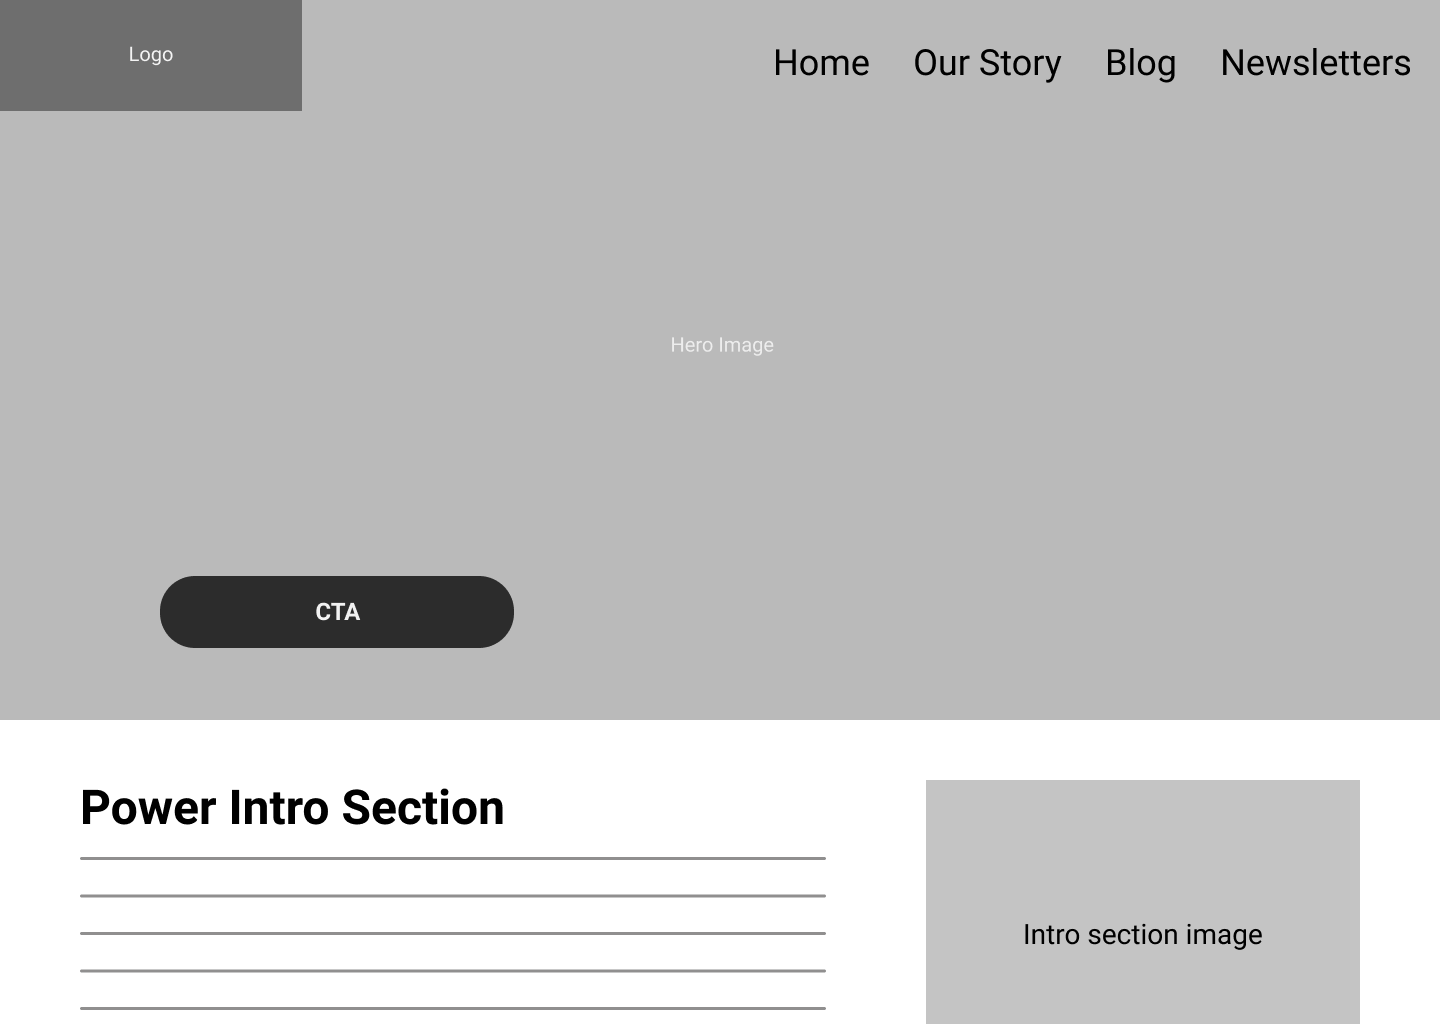 Logo
Home Our Story Blog Newsletters
Hero Image
CTA
Power Intro Section
Intro section image